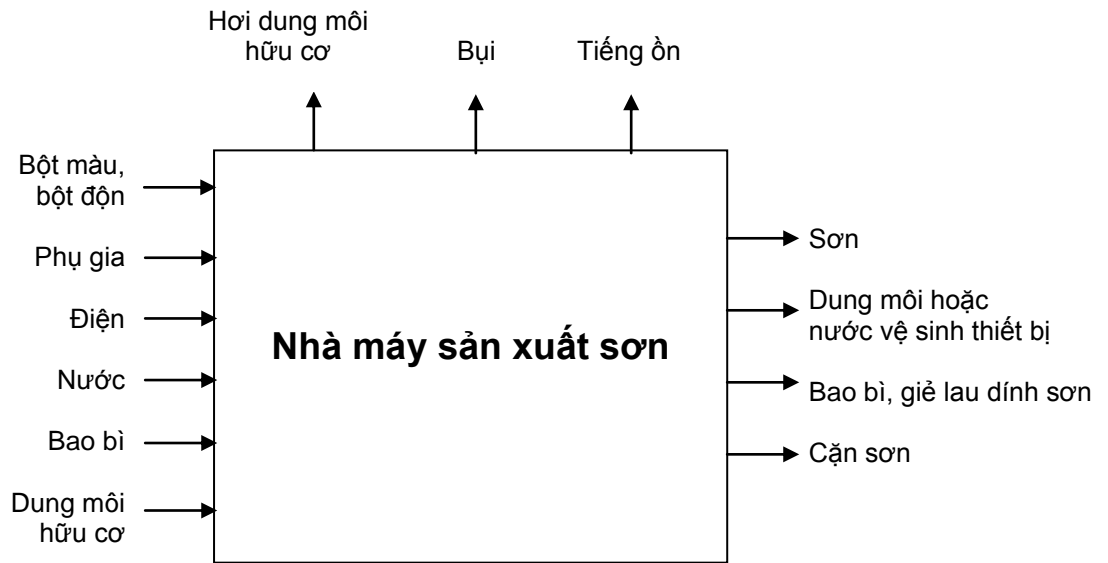 Hơi dung môi
hữu cơ
Bụi
Tiếng ồn
Bột màu,
bột độn
Phụ gia
Điện
Nước
Bao bì
Dung môi
hữu cơ
Nhà máy sản xuất sơn
Sơn
Dung môi hoặc
nước vệ sinh thiết bị
Bao bì, giẻ lau dính sơn
Cặn sơn